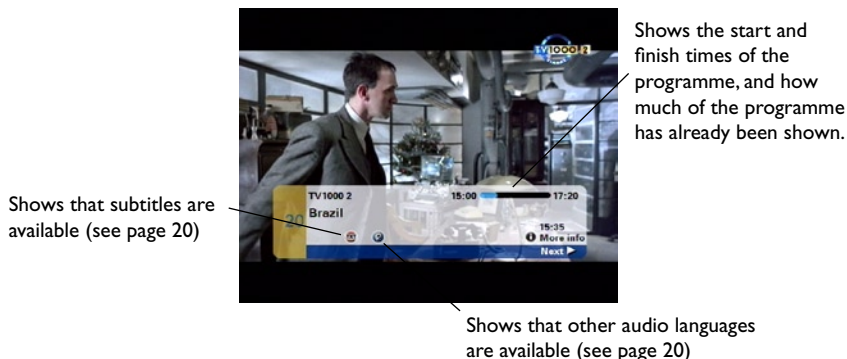 Shows the start and
finish times of the
programme, and how
much of the programme
has already been shown.
TV1000 2
TV1000 2 15:00 17:20
20 Brazil
15:35
More info
Next
Shows that subtitles are
available (see page 20)
Shows that other audio languages
are available (see page 20)